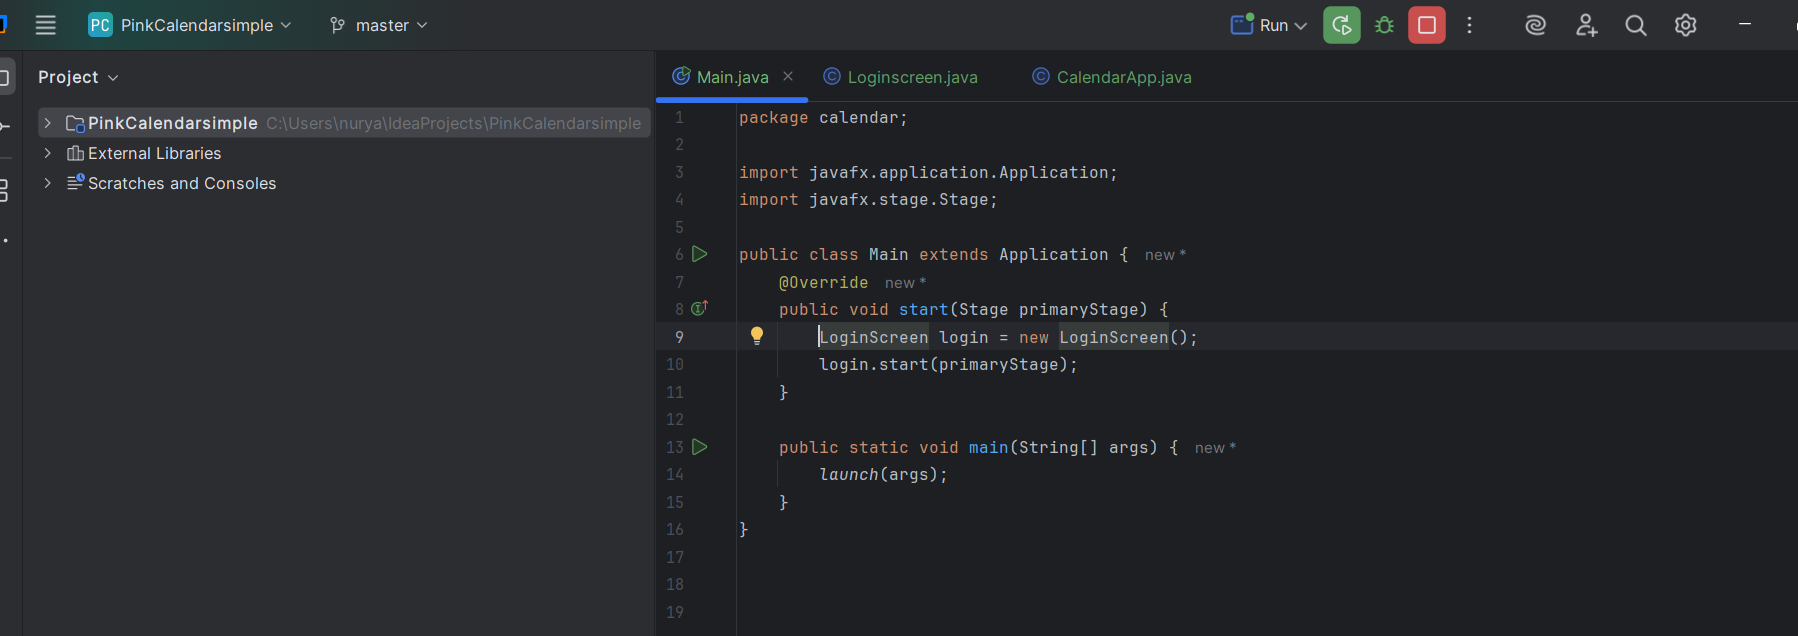 PC PinkCalendarsimple master Run
Project
PinkCalendarsimple C:\Users\nurya\IdeaProjects\PinkCalendarsimple
External Libraries
Scratches and Consoles
Main.java Loginscreen.java CalendarApp.java
1 package calendar;
2
3 import javafx.application.Application;
4 import javafx.stage.Stage;
5
6 public class Main extends Application { new *
7 @Override new *
8 public void start(Stage primaryStage) {
9 LoginScreen login = new LoginScreen();
10 login.start(primaryStage);
11 }
12
13 public static void main(String[] args) { new *
14 launch(args);
15 }
16 }
17
18
19